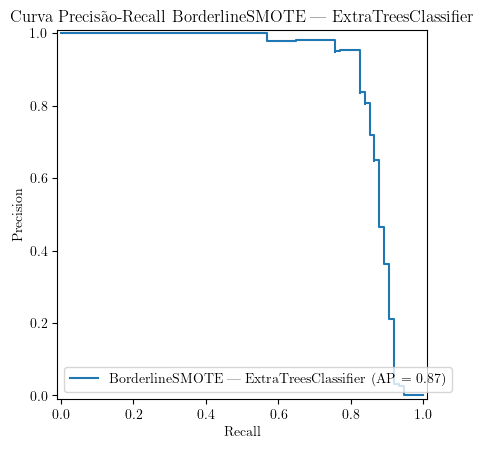 Curva Precisão-Recall BorderlineSMOTE — ExtraTreesClassifier
1.0
0.8
0.6
0.4
0.2
0.0
Precision
BorderlineSMOTE — ExtraTreesClassifier (AP = 0.87)
0.0 0.2 0.4 0.6 0.8 1.0
Recall